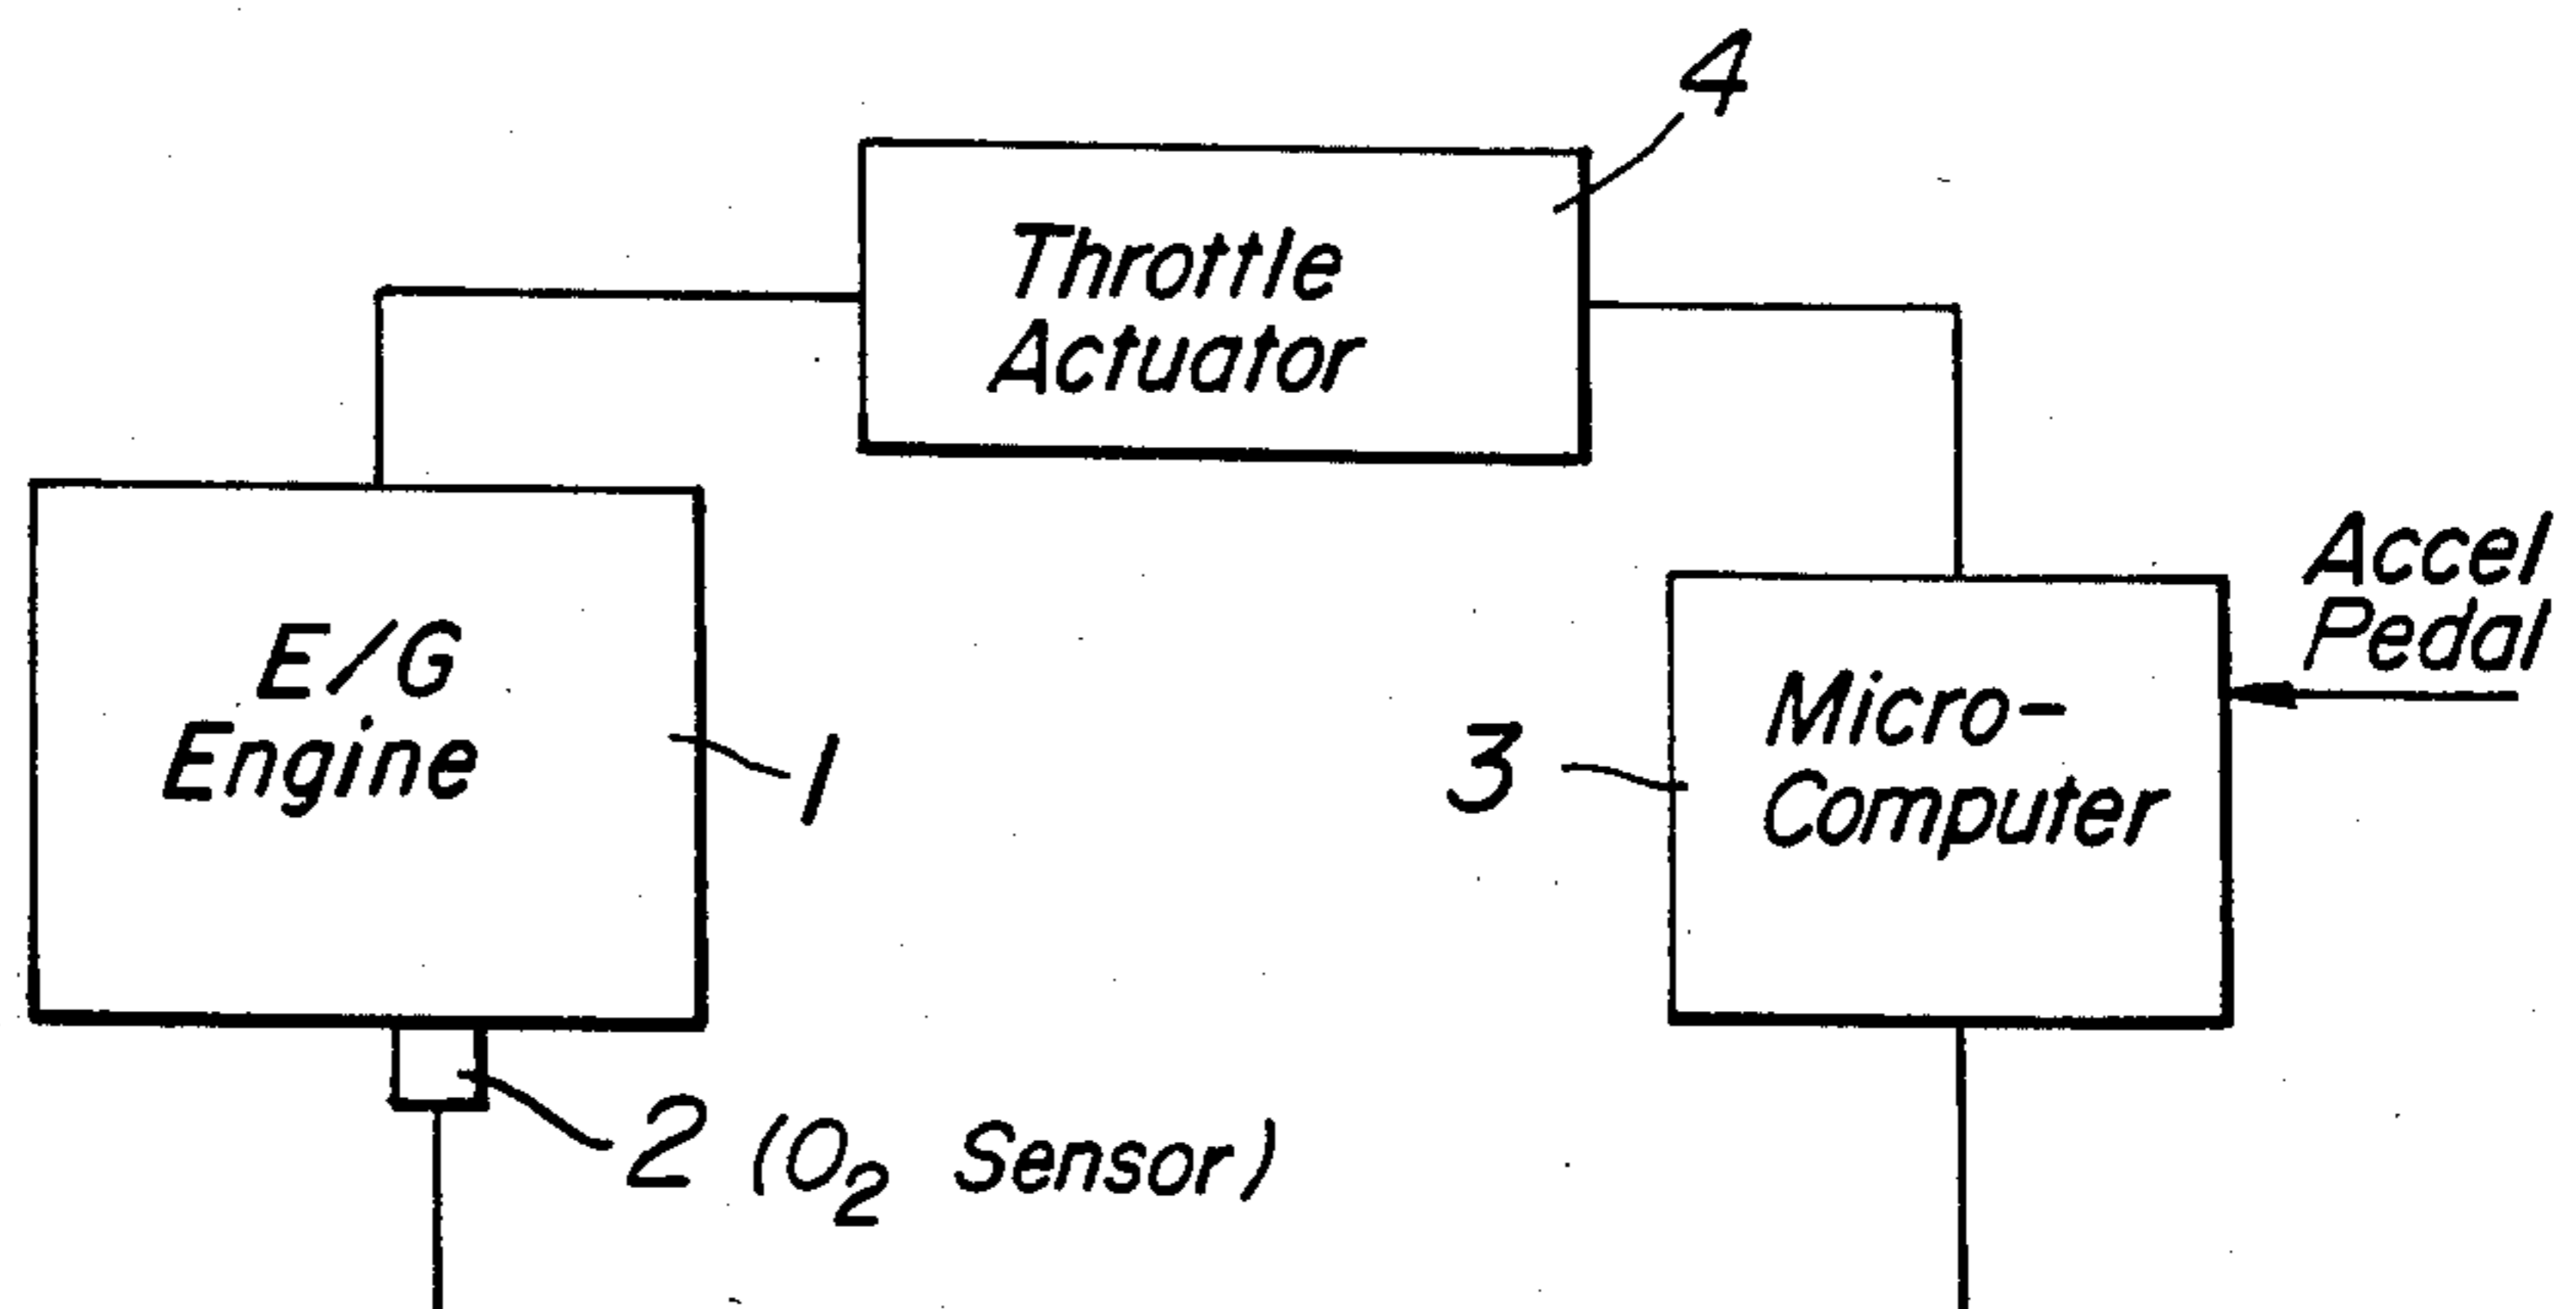 4
Throttle
Actuator
E/G
Engine
1
Accel
Pedal
Micro-
Computer
3
2 (O₂ Sensor)